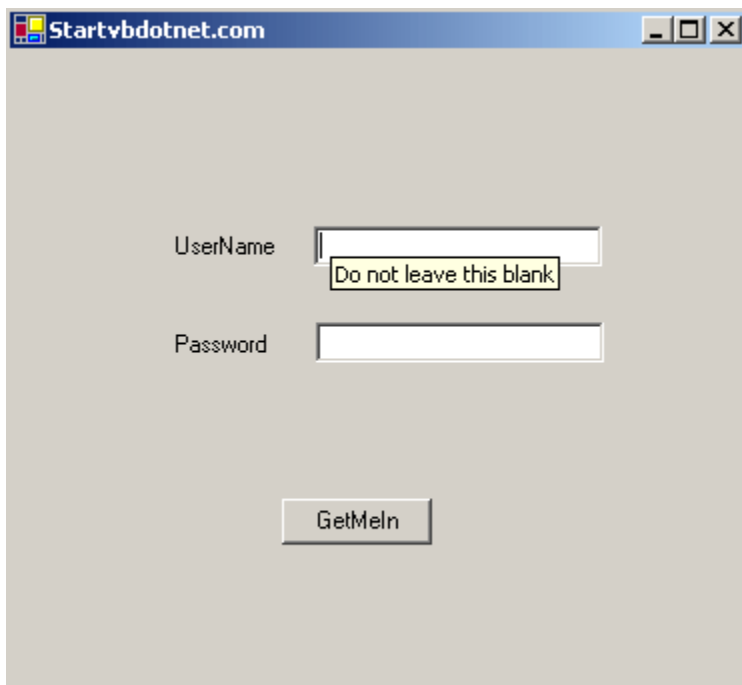 Startvbdotnet.com
UserName
Do not leave this blank
Password
GetMeIn